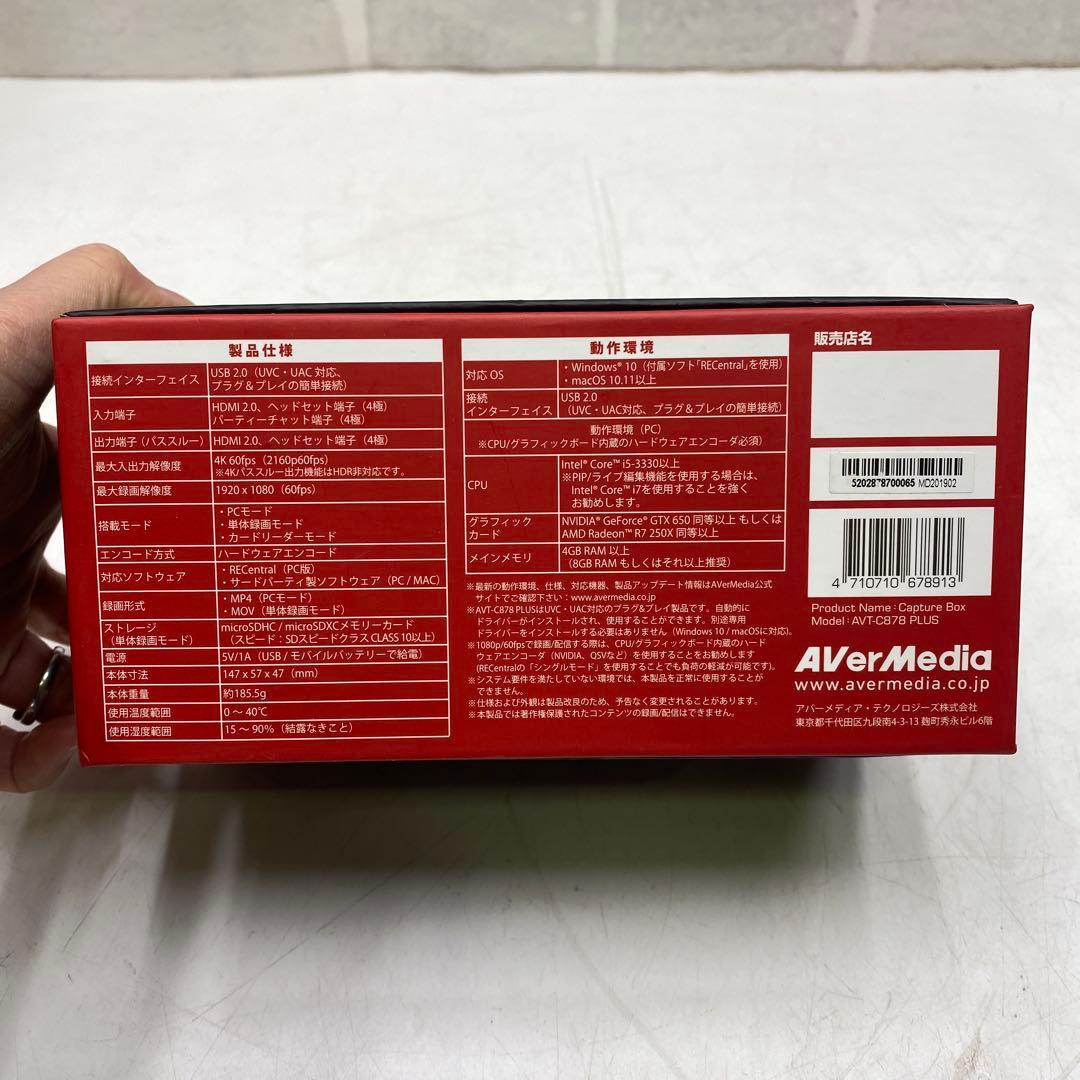 製品仕様
接続インターフェイス
USB 2.0（UVC・UAC 対応、
プラグ＆プレイの簡単接続）
入力端子
HDMI 2.0、ヘッドセット端子（4極）
パーティーチャット端子（4極）
出力端子（パススルー）
HDMI 2.0、ヘッドセット端子（4極）
最大入出力解像度
4K 60fps（2160p60fps）
※4Kパススルー出力機能はHDR非対応です。
最大録画解像度
1920 x 1080（60fps）
搭載モード
・PCモード
・単体録画モード
・カードリーダーモード
エンコード方式
ハードウェアエンコード
対応ソフトウェア
・RECentral（PC版）
・サードパーティ製ソフトウェア（PC / MAC）
録画形式
・MP4（PCモード）
・MOV（単体録画モード）
ストレージ
（単体録画モード）
microSDHC / microSDXCメモリーカード
（スピード：SDスピードクラス CLASS 10以上）
電源
5V/1A（USB / モバイルバッテリーで給電）
本体寸法
147 x 57 x 47（mm）
本体重量
約185.5g
使用温度範囲
0 ～ 40℃
使用湿度範囲
15 ～ 90%（結露なきこと）
動作環境
対応 OS
・Windows® 10（付属ソフト「RECentral」を使用）
・macOS 10.11以上
接続
インターフェイス
USB 2.0
（UVC・UAC対応、プラグ＆プレイの簡単接続）
動作環境（PC）
※CPU/グラフィックボード内蔵のハードウェアエンコーダ必須）
CPU
Intel® Core™ i5-3330以上
※PIP/ライブ編集機能を使用する場合は、
Intel® Core™ i7を使用することを強く
お勧めします。
グラフィック
カード
NVIDIA® GeForce® GTX 650 同等以上 もしくは
AMD Radeon™ R7 250X 同等以上
メインメモリ
4GB RAM 以上
（8GB RAM もしくはそれ以上推奨）
※最新の動作環境、仕様、対応機器、製品アップデート情報はAVerMedia公式
サイトでご確認下さい：www.avermedia.co.jp
※AVT-C878 PLUSはUVC・UAC対応のプラグ&プレイ製品です。自動的に
ドライバーがインストールされ、使用することができます。別途専用
ドライバーをインストールする必要はありません（Windows 10 / macOSに対応)。
※1080p/60fpsで録画/配信する際は、CPU/グラフィックボード内蔵のハード
ウェアエンコーダ（NVIDIA、QSVなど）を使用することをお勧めします
(RECentralの「シングルモード」を使用することでも負荷の軽減が可能です)。
※システム要件を満たしていない環境では、本製品を正常に使用することが
できません。
※仕様および外観は製品改良のため、予告なく変更されることがあります。
※本製品では著作権保護されたコンテンツの録画/配信はできません。
販売店名
5202878700065 MD201902
4 710710 678913
Product Name : Capture Box
Model : AVT-C878 PLUS
AVerMedia
www.avermedia.co.jp
アバーメディア・テクノロジーズ株式会社
東京都千代田区九段南4-3-13 麹町秀永ビル6階